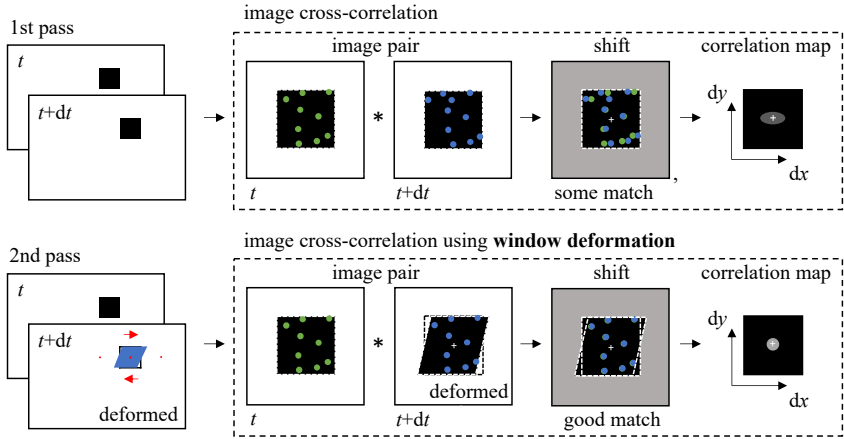 image cross-correlation
1st pass
image pair
shift
correlation map
t
t+dt
*
dy
dx
t
t+dt
some match
,
image cross-correlation using window deformation
2nd pass
image pair
shift
correlation map
t
t+dt
*
dy
deformed
deformed
dx
t
t+dt
good match